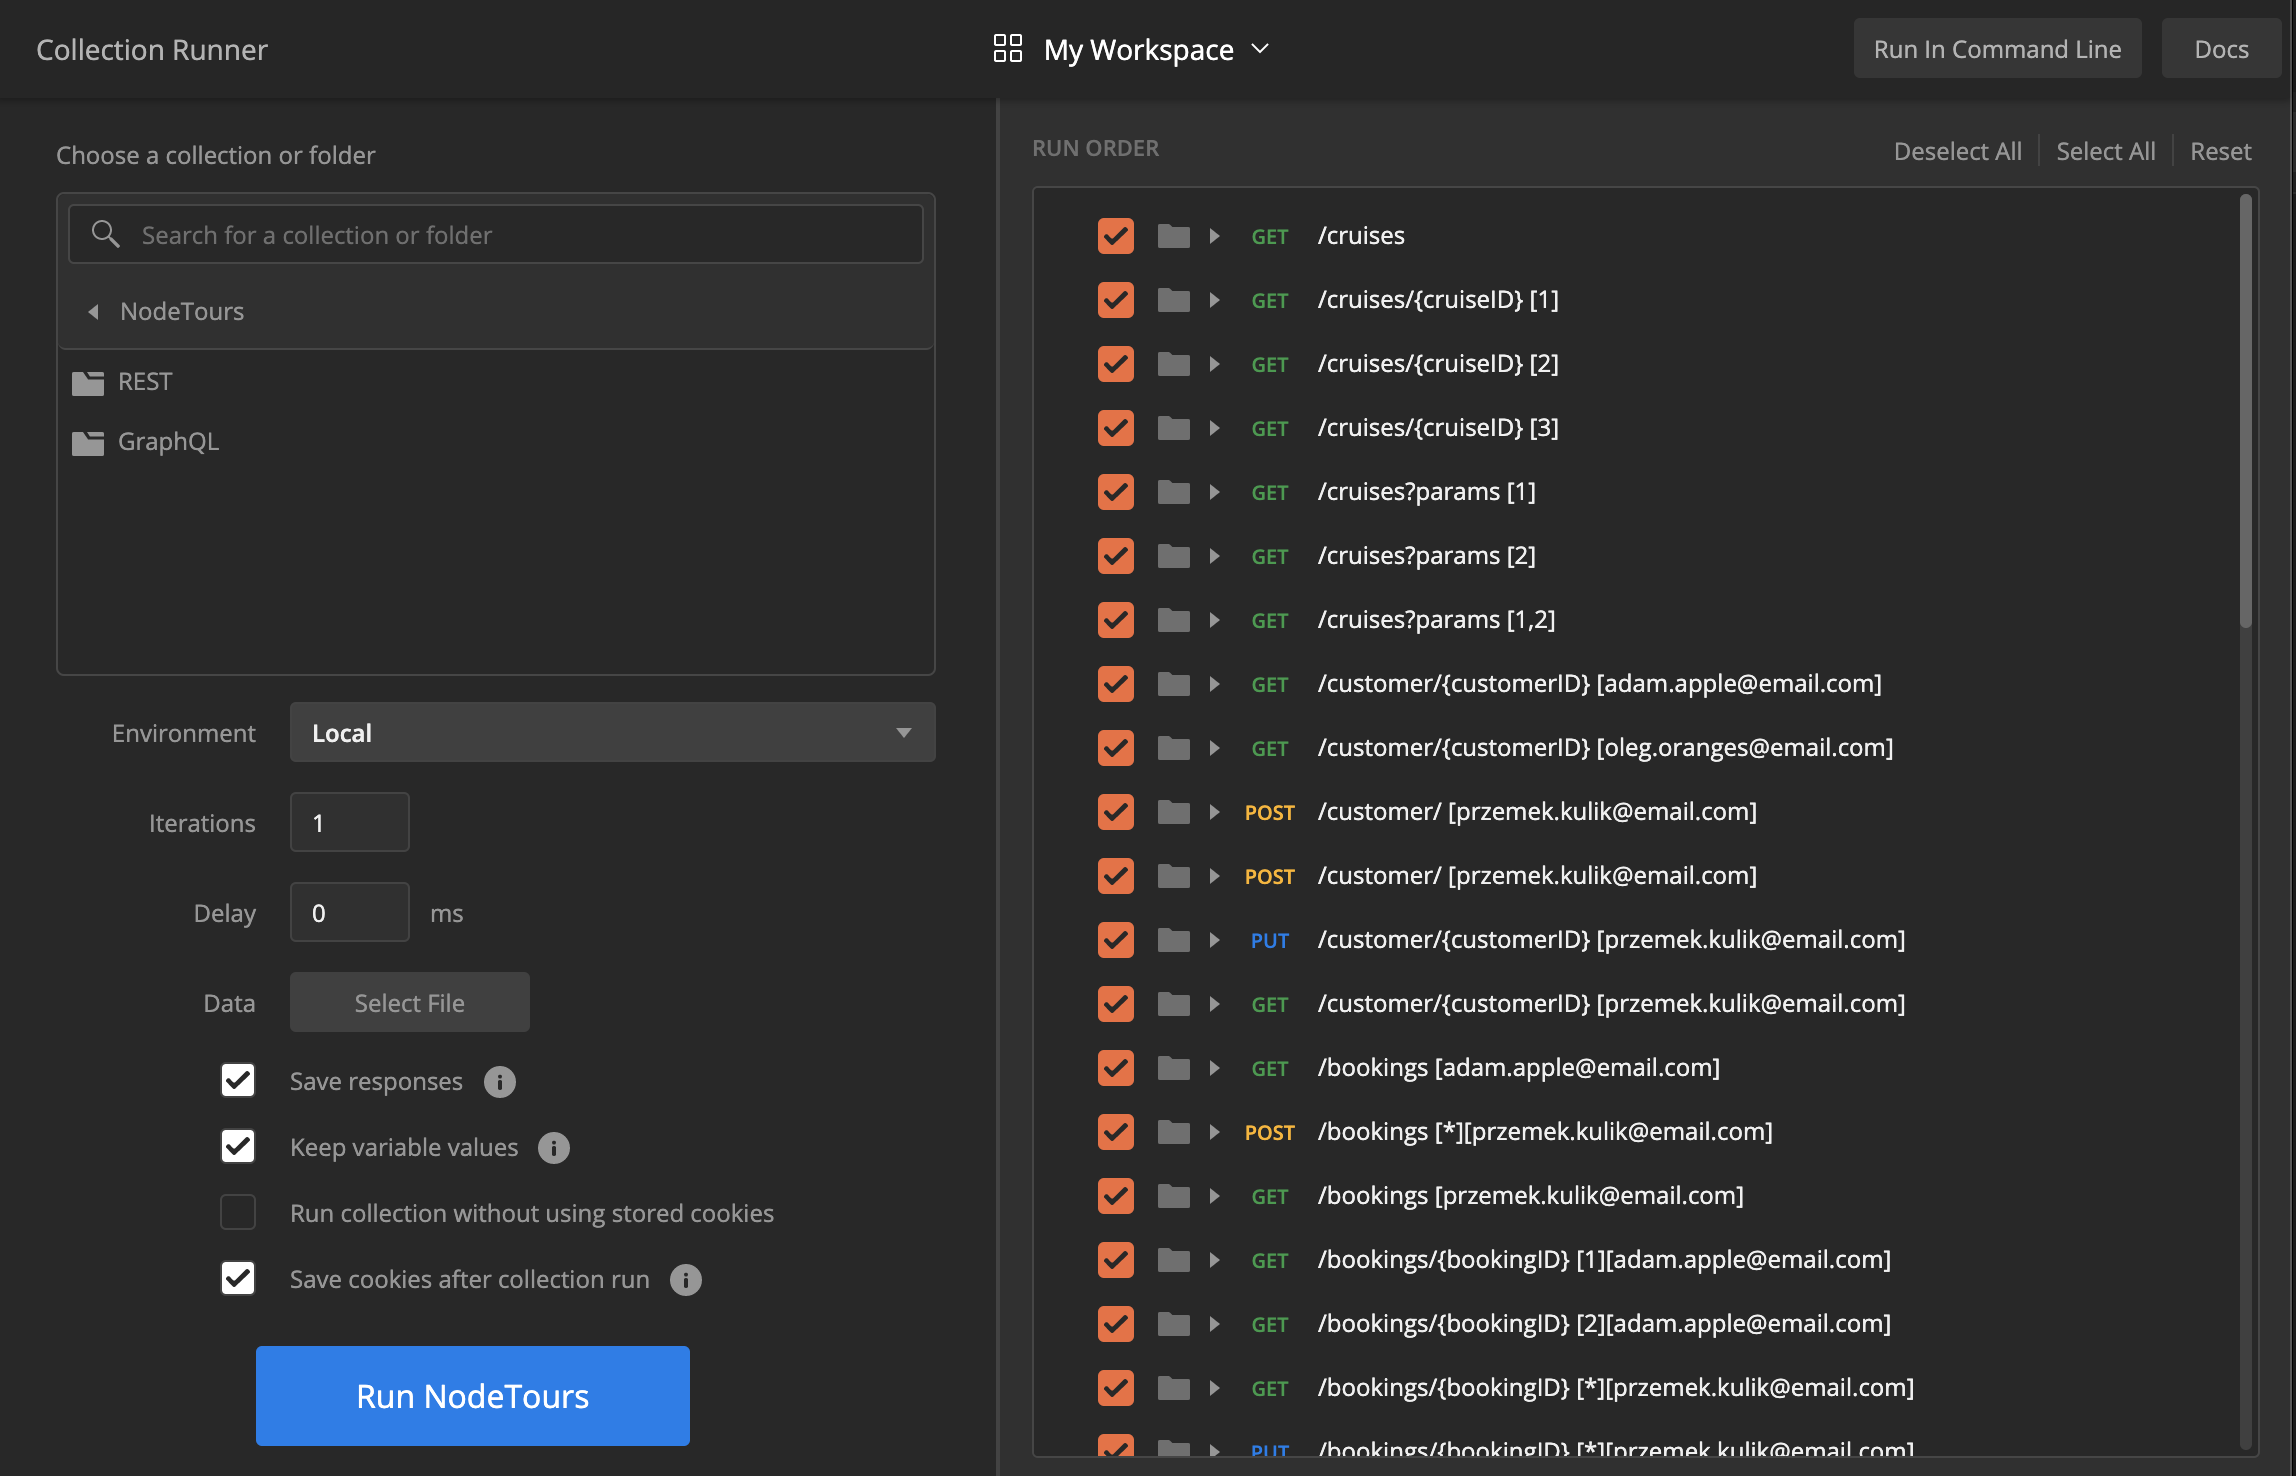 Collection Runner
My Workspace
Run In Command Line
Docs
Choose a collection or folder
Search for a collection or folder
NodeTours
REST
GraphQL
Environment
Local
Iterations
1
Delay
0
ms
Data
Select File
Save responses
Keep variable values
Run collection without using stored cookies
Save cookies after collection run
Run NodeTours
RUN ORDER
Deselect All
Select All
Reset
GET /cruises
GET /cruises/{cruiseID} [1]
GET /cruises/{cruiseID} [2]
GET /cruises/{cruiseID} [3]
GET /cruises?params [1]
GET /cruises?params [2]
GET /cruises?params [1,2]
GET /customer/{customerID} [adam.apple@email.com]
GET /customer/{customerID} [oleg.oranges@email.com]
POST /customer/ [przemek.kulik@email.com]
POST /customer/ [przemek.kulik@email.com]
PUT /customer/{customerID} [przemek.kulik@email.com]
GET /customer/{customerID} [przemek.kulik@email.com]
GET /bookings [adam.apple@email.com]
POST /bookings [*][przemek.kulik@email.com]
GET /bookings [przemek.kulik@email.com]
GET /bookings/{bookingID} [1][adam.apple@email.com]
GET /bookings/{bookingID} [2][adam.apple@email.com]
GET /bookings/{bookingID} [*][przemek.kulik@email.com]
PUT /bookings/{bookingID} [*][przemek.kulik@email.com]